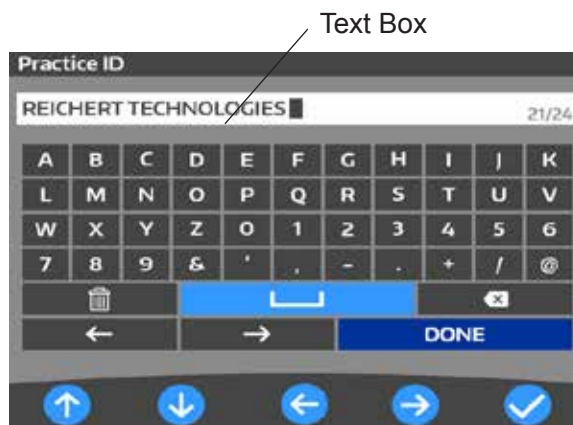 Text Box
Practice ID
REICHERT TECHNOLOGIES
21/24
A B C D E F G H I J K
L M N O P Q R S T U V
W X Y Z 0 1 2 3 4 5 6
7 8 9 & ' , - . + / @
DONE